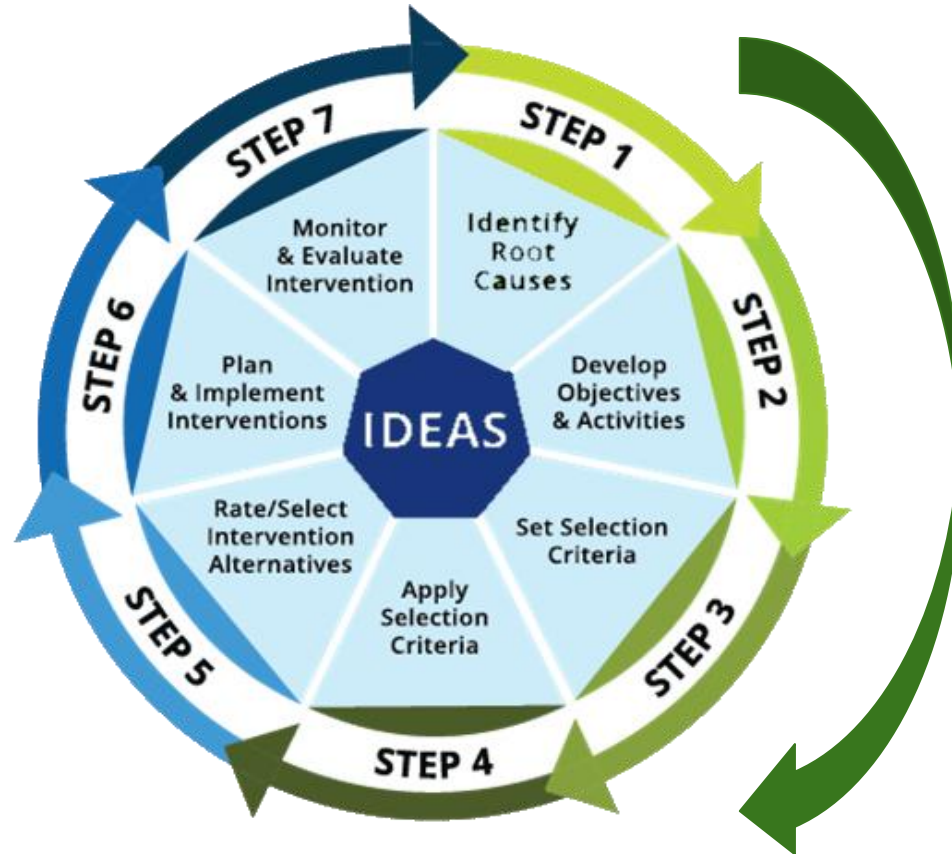 STEP 1
Identify
Root
Causes
STEP 2
Develop
Objectives
& Activities
STEP 3
Set Selection
Criteria
STEP 4
Apply
Selection
Criteria
STEP 5
Rate/Select
Intervention
Alternatives
STEP 6
Plan
& Implement
Interventions
STEP 7
Monitor
& Evaluate
Intervention
IDEAS